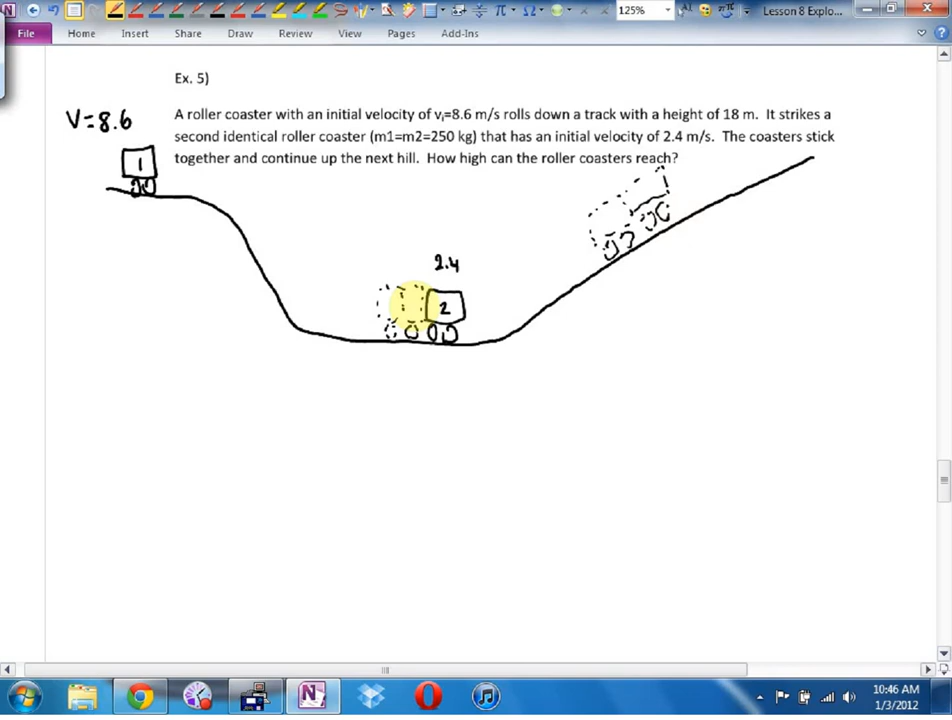 125%
Lesson 8 Explo...
File Home Insert Share Draw Review View Pages Add-Ins
Ex. 5)
A roller coaster with an initial velocity of vi=8.6 m/s rolls down a track with a height of 18 m. It strikes a
second identical roller coaster (m1=m2=250 kg) that has an initial velocity of 2.4 m/s. The coasters stick
together and continue up the next hill. How high can the roller coasters reach?
V=8.6
1
2.4
2
10:46 AM
1/3/2012